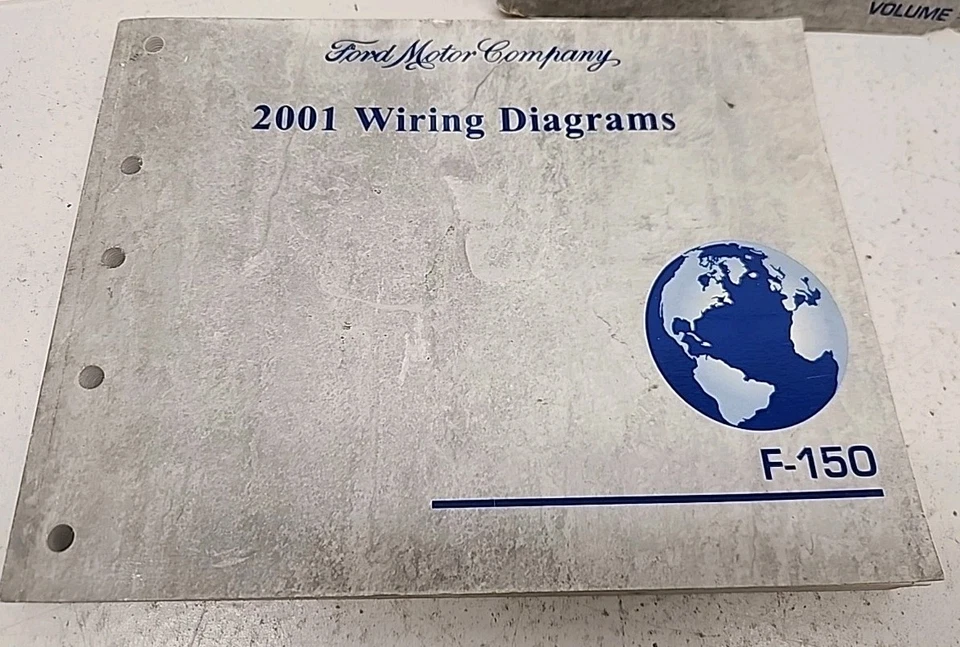 VOLUME
Ford Motor Company
2001 Wiring Diagrams
F-150